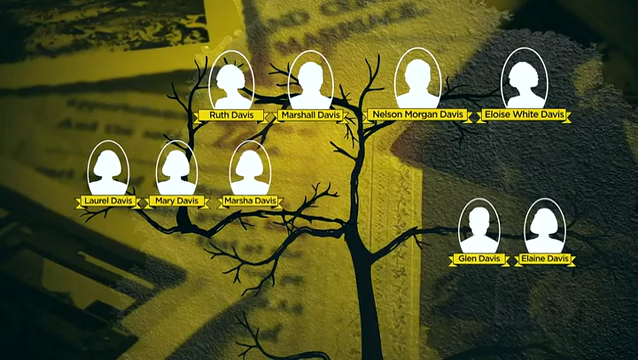 Ruth Davis
Marshall Davis
Nelson Morgan Davis
Eloise White Davis
Laurel Davis
Mary Davis
Marsha Davis
Glen Davis
Elaine Davis